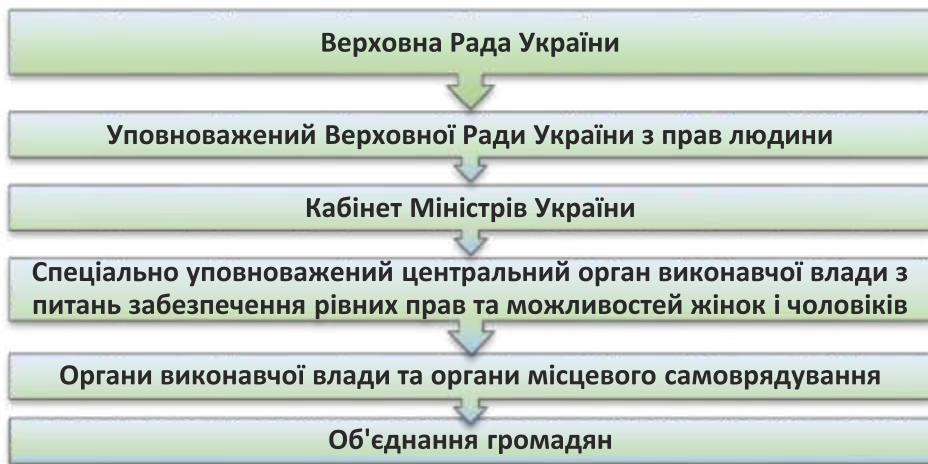 Верховна Рада України
Уповноважений Верховної Ради України з прав людини
Кабінет Міністрів України
Спеціально уповноважений центральний орган виконавчої влади з
питань забезпечення рівних прав та можливостей жінок і чоловіків
Органи виконавчої влади та органи місцевого самоврядування
Об'єднання громадян